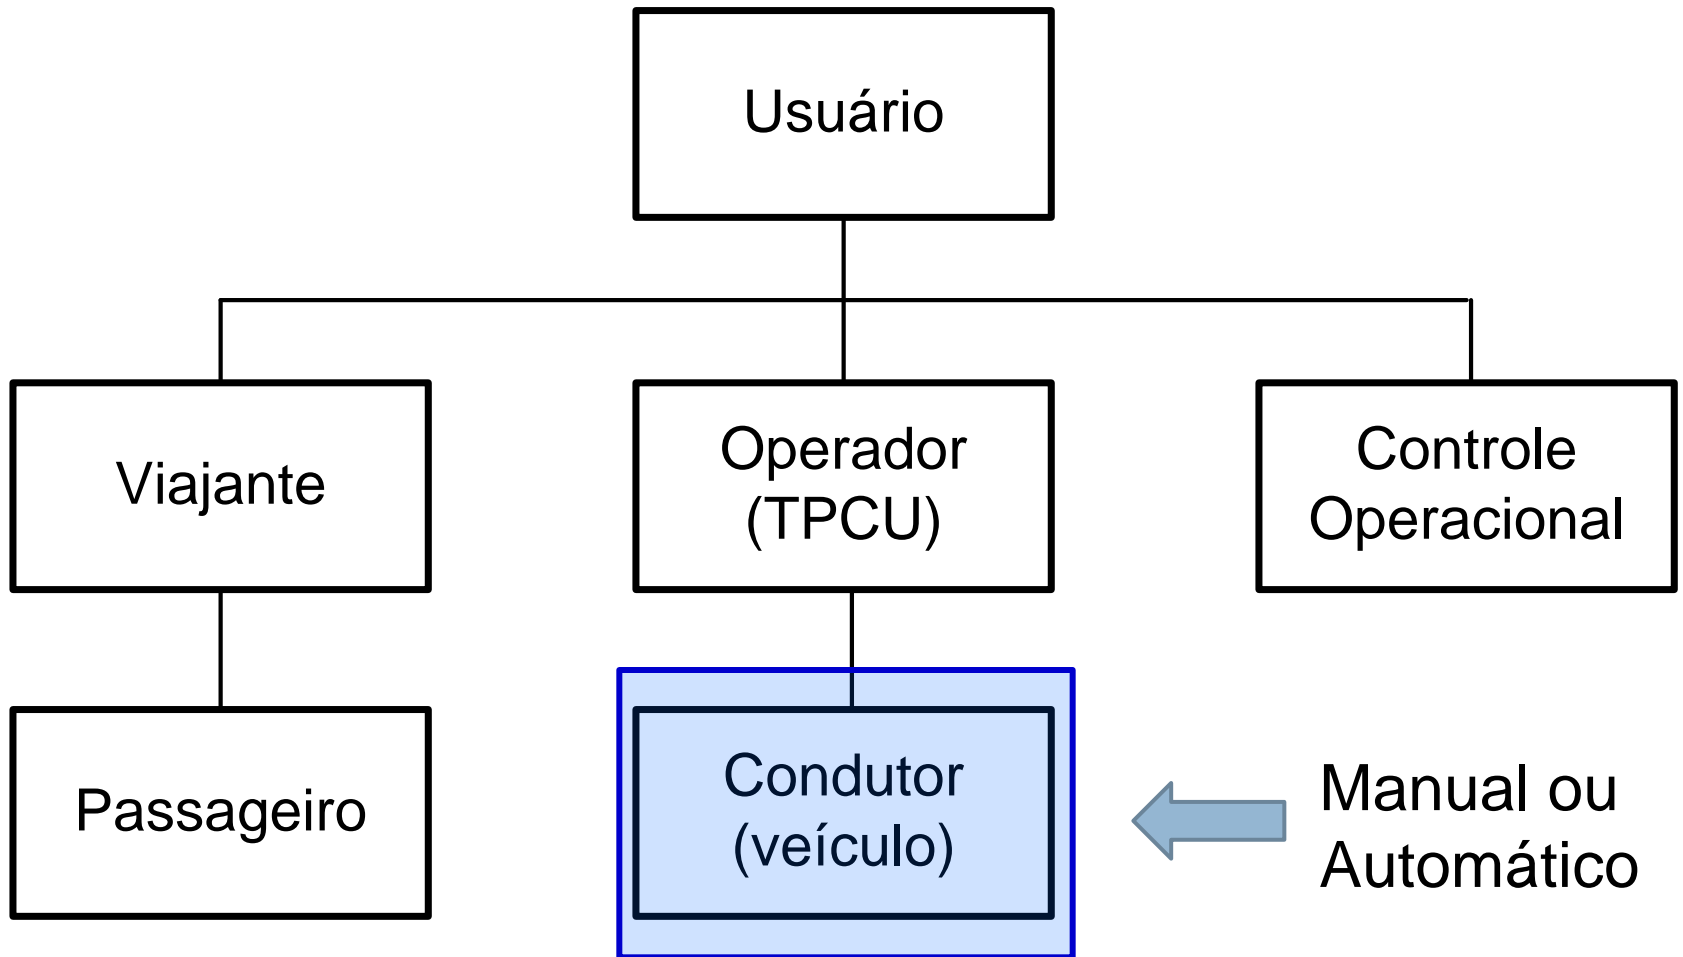 Usuário
Viajante
Operador
(TPCU)
Controle
Operacional
Passageiro
Condutor
(veículo)
Manual ou
Automático